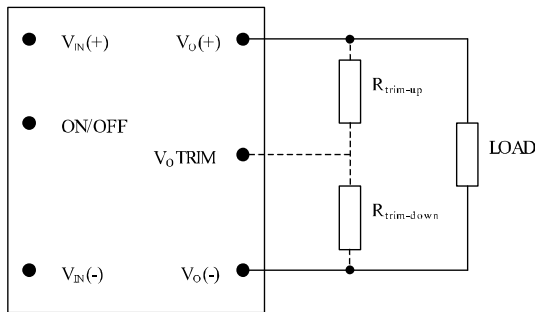 V_IN(+) V_O(+)
R_trim-up
ON/OFF
LOAD
V_O TRIM
R_trim-down
V_IN(-) V_O(-)